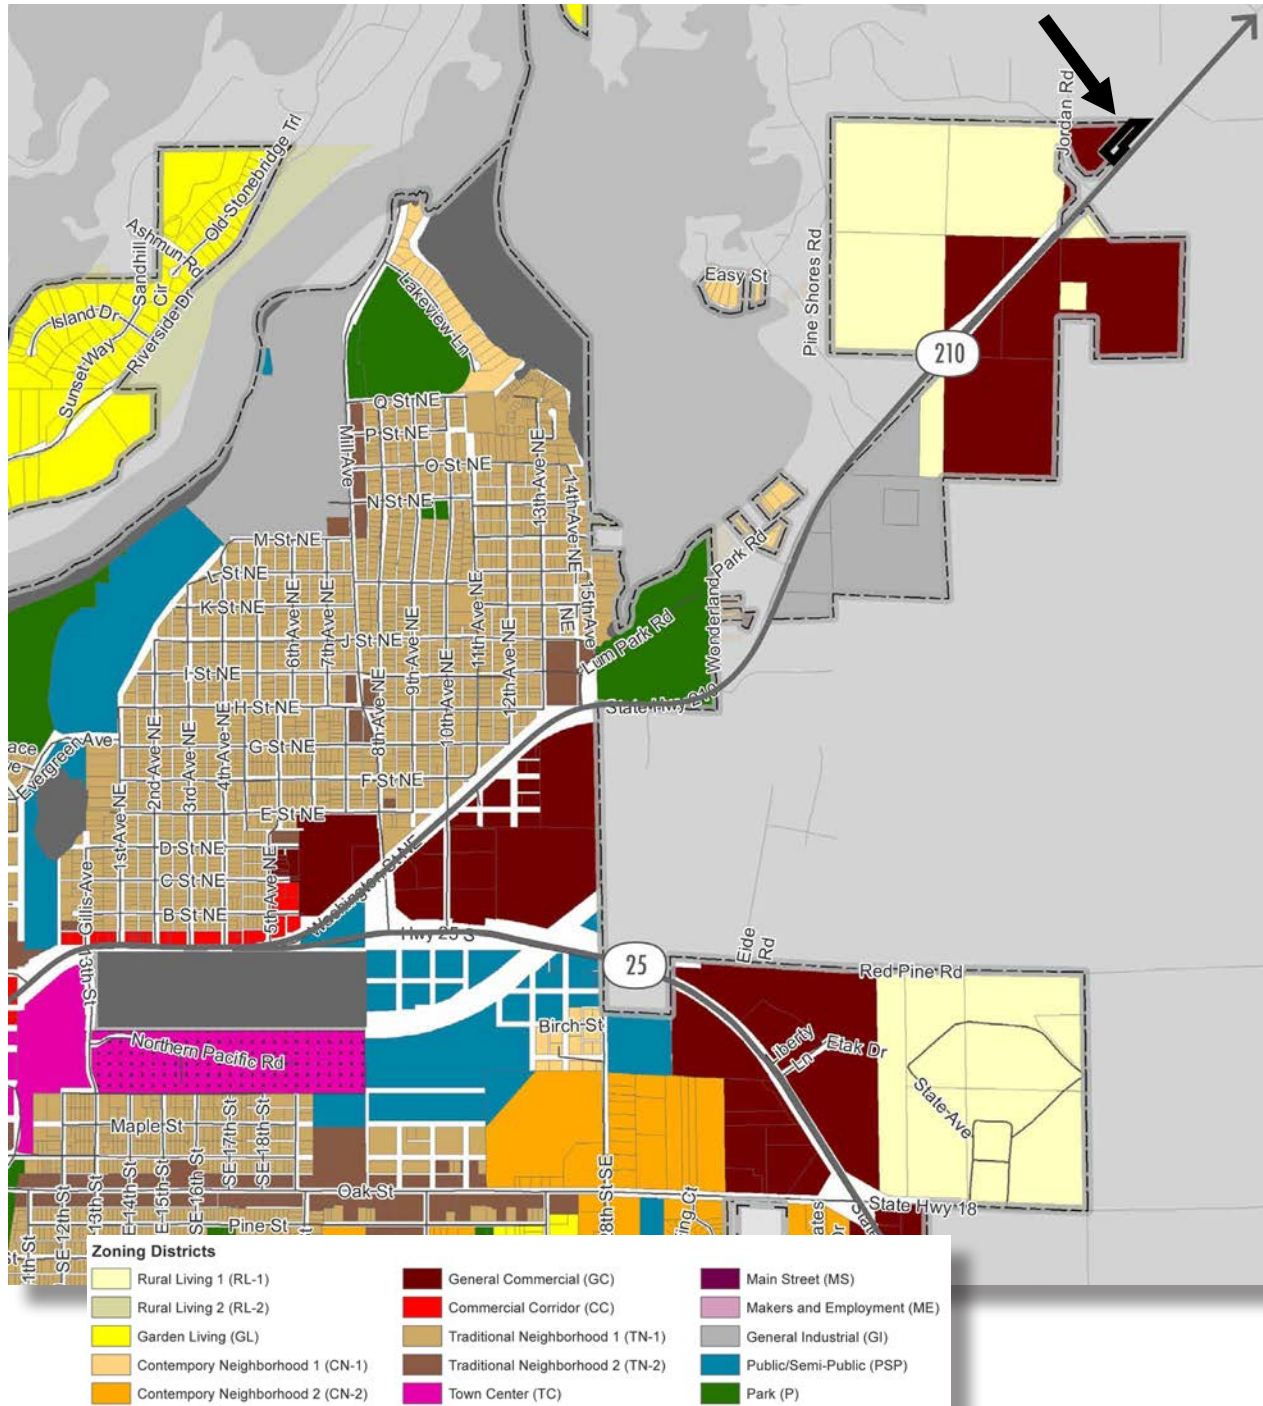 Jordan Rd
Old Stonebridge Trl
Ashmun Rd
Sandhill
Cir
Riverside Dr
Island Dr
Sunset Way
Lakeview Ln
Easy St
Pine Shores Rd
210
Q St NE
P St NE
Mill Ave
O St NE
N St NE
13th Ave NE
14th Ave NE
M St NE
L St NE
K St NE
6th Ave NE
7th Ave NE
J St NE
9th Ave NE
11th Ave NE
12th Ave NE
15th Ave
NE
Lum Park Rd
Wonderland Park Rd
I St NE
H St NE
8th Ave NE
10th Ave NE
State Hwy 210
G St NE
F St NE
E St NE
Evergreen Ave
1st Ave NE
2nd Ave NE
3rd Ave NE
4th Ave NE
5th Ave NE
D St NE
C St NE
B St NE
Gillis Ave
Washington St NE
Hwy 25 S
25
Eide
Rd
Red Pine Rd
13th St
Northern Pacific Rd
Birch St
Liberty
Ln
Etak Dr
State Ave
Maple St
SE 17th St
SE 18th St
Oak St
State Hwy 18
Pine St
SE 12th St
13th St
E 14th St
E 15th St
SE 16th St
18th St SE
Zoning Districts
Rural Living 1 (RL-1)
Rural Living 2 (RL-2)
Garden Living (GL)
Contempory Neighborhood 1 (CN-1)
Contempory Neighborhood 2 (CN-2)
General Commercial (GC)
Commercial Corridor (CC)
Traditional Neighborhood 1 (TN-1)
Traditional Neighborhood 2 (TN-2)
Town Center (TC)
Main Street (MS)
Makers and Employment (ME)
General Industrial (GI)
Public/Semi-Public (PSP)
Park (P)